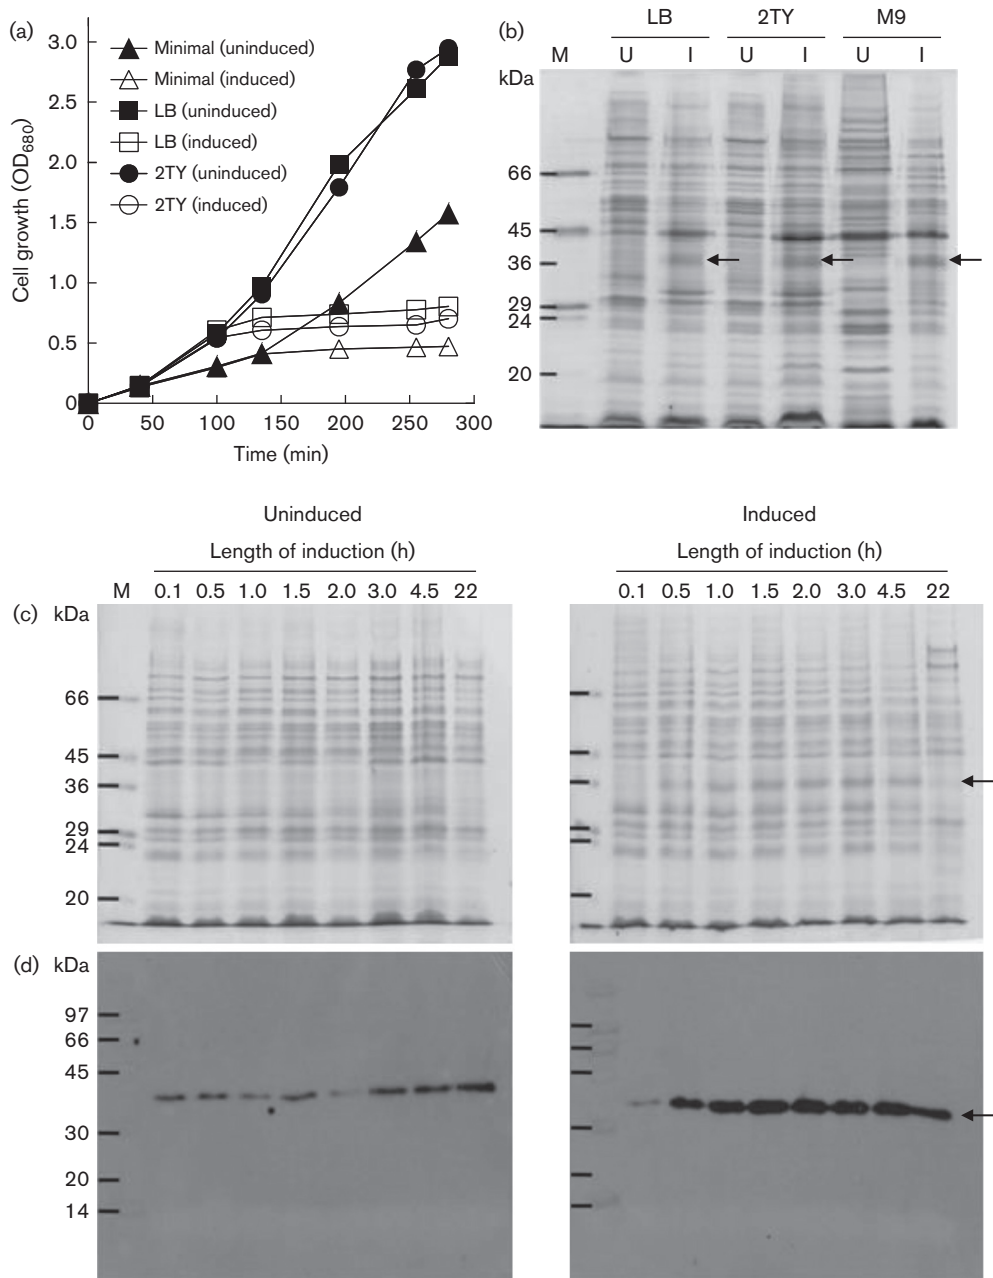 (a)
3.0
2.5
2.0
1.5
1.0
0.5
0
Cell growth (OD680)
Minimal (uninduced)
Minimal (induced)
LB (uninduced)
LB (induced)
2TY (uninduced)
2TY (induced)
0 50 100 150 200 250 300
Time (min)
(b)
LB 2TY M9
M U I U I U I
kDa
66
45
36
29
24
20
Uninduced
Length of induction (h)
M 0.1 0.5 1.0 1.5 2.0 3.0 4.5 22
Induced
Length of induction (h)
0.1 0.5 1.0 1.5 2.0 3.0 4.5 22
(c) kDa
66
45
36
29
24
20
(d) kDa
97
66
45
30
20
14